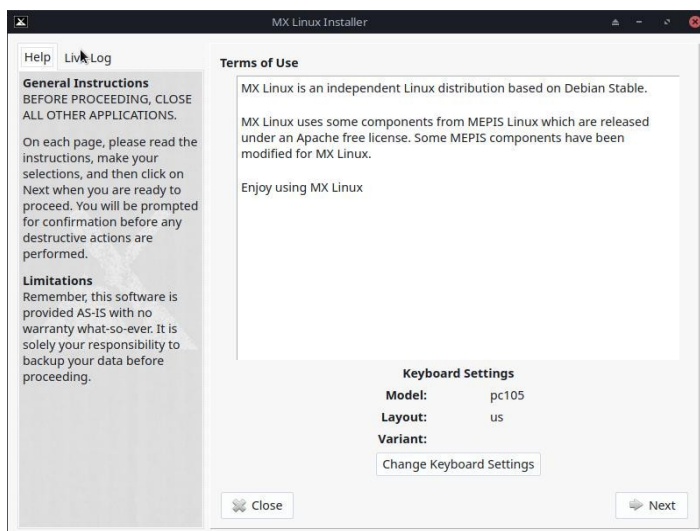 MX Linux Installer
Help
Live Log
General Instructions
BEFORE PROCEEDING, CLOSE
ALL OTHER APPLICATIONS.
On each page, please read the
instructions, make your
selections, and then click on
Next when you are ready to
proceed. You will be prompted
for confirmation before any
destructive actions are
performed.
Limitations
Remember, this software is
provided AS-IS with no
warranty what-so-ever. It is
solely your responsibility to
backup your data before
proceeding.
Terms of Use
MX Linux is an independent Linux distribution based on Debian Stable.
MX Linux uses some components from MEPIS Linux which are released
under an Apache free license. Some MEPIS components have been
modified for MX Linux.
Enjoy using MX Linux
Keyboard Settings
Model: pc105
Layout: us
Variant:
Change Keyboard Settings
Close
Next